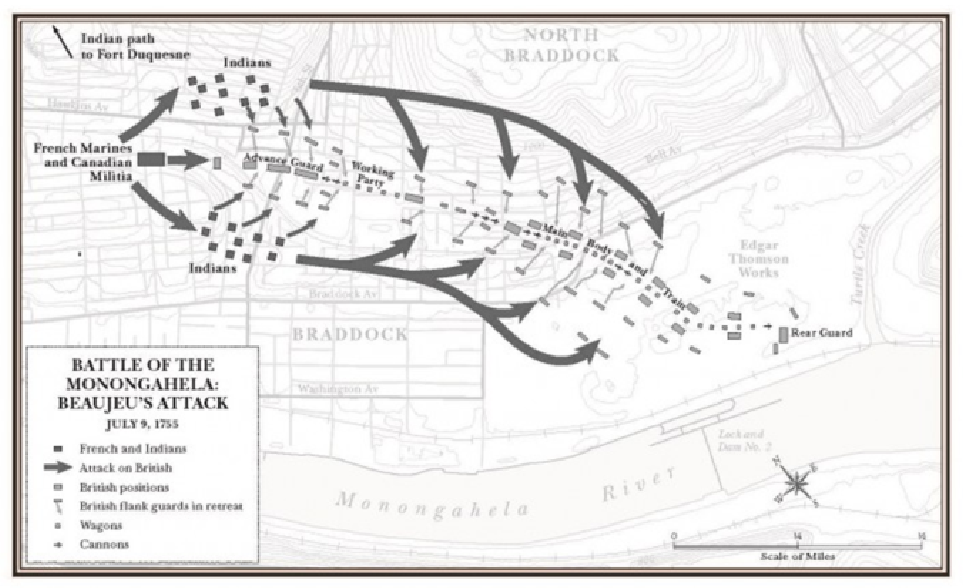 Indian path
to Fort Duquesne
Indians
NORTH
BRADDOCK
French Marines
and Canadian
Militia
Advance Guard
Working
Party
Bell Av
Main Body and Train
Indians
Edgar
Thomson
Works
Turtle Creek
Braddock Av
BRADDOCK
Rear Guard
Washington Av
BATTLE OF THE
MONONGAHELA:
BEAUJEU'S ATTACK
JULY 9, 1755
French and Indians
Attack on British
British positions
British flank guards in retreat
Wagons
Cannons
Lock and
Dam No. 2
Monongahela River
N
E
W
S
0
Scale of Miles